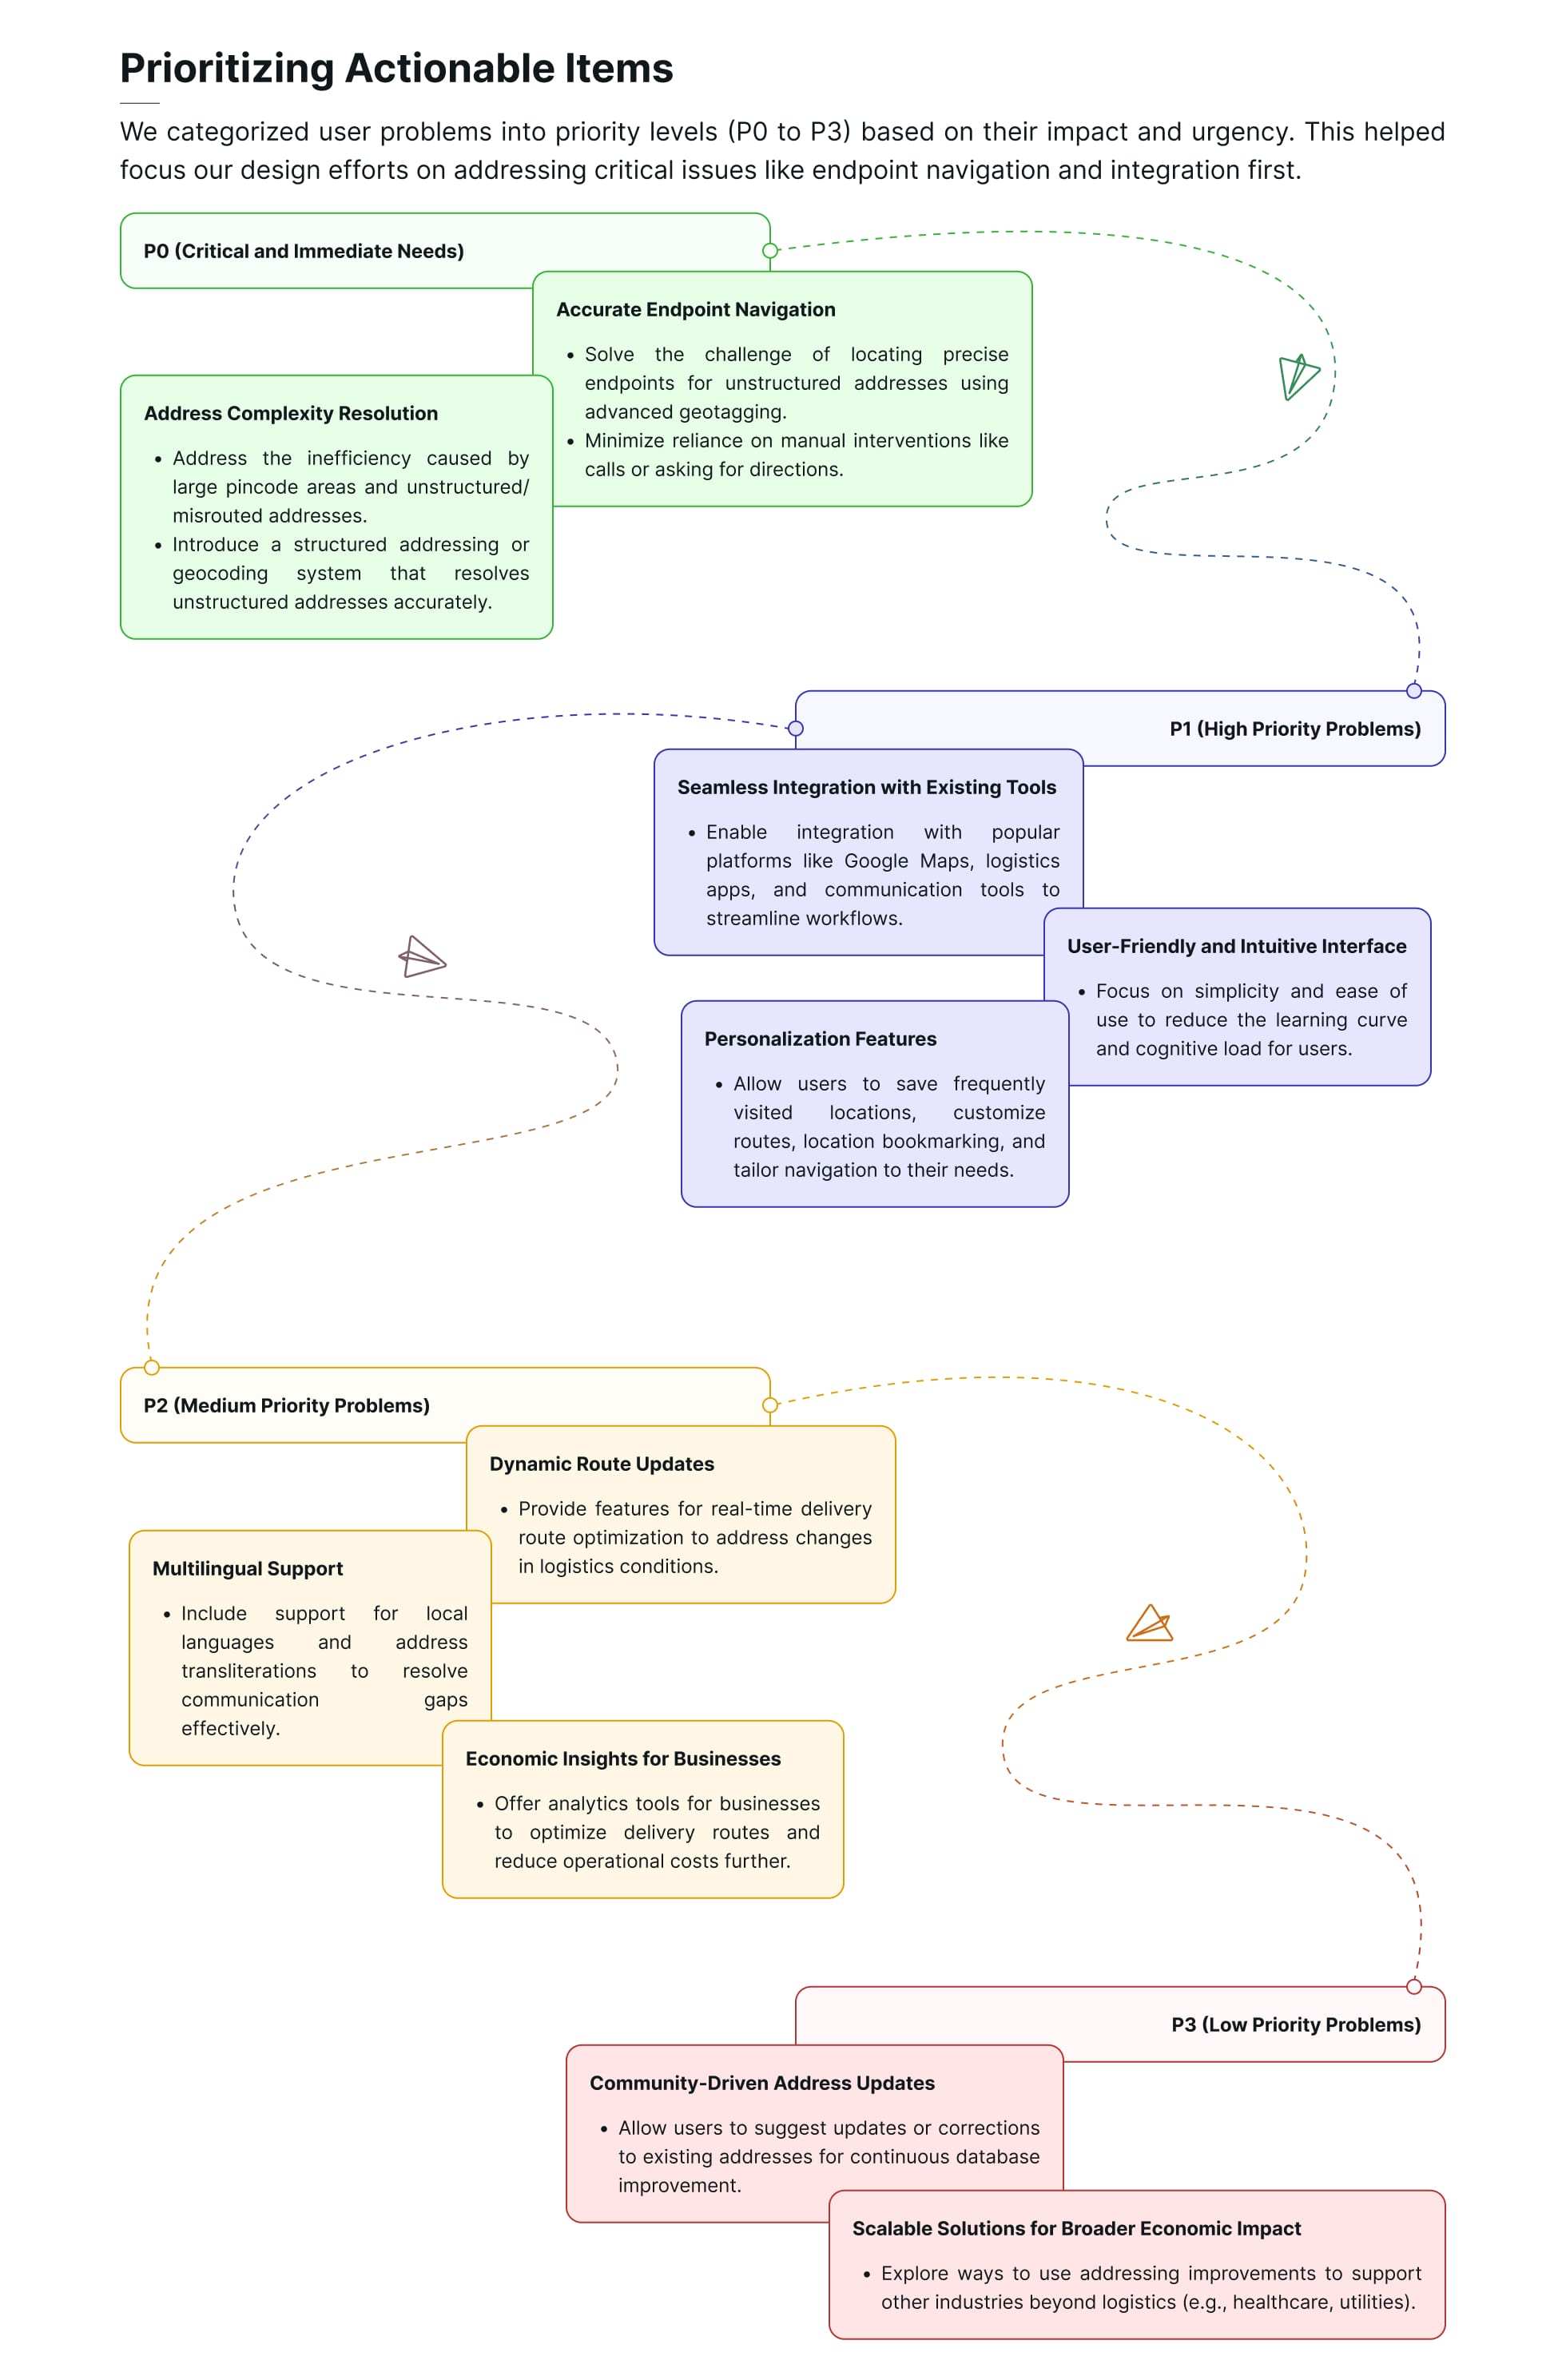 Prioritizing Actionable Items
We categorized user problems into priority levels (P0 to P3) based on their impact and urgency. This helped
focus our design efforts on addressing critical issues like endpoint navigation and integration first.
P0 (Critical and Immediate Needs)
Accurate Endpoint Navigation
• Solve the challenge of locating precise
endpoints for unstructured addresses using
advanced geotagging.
• Minimize reliance on manual interventions like
calls or asking for directions.
Address Complexity Resolution
• Address the inefficiency caused by
large pincode areas and unstructured/
misrouted addresses.
• Introduce a structured addressing or
geocoding system that resolves
unstructured addresses accurately.
P1 (High Priority Problems)
Seamless Integration with Existing Tools
• Enable integration with popular
platforms like Google Maps, logistics
apps, and communication tools to
streamline workflows.
User-Friendly and Intuitive Interface
• Focus on simplicity and ease of
use to reduce the learning curve
and cognitive load for users.
Personalization Features
• Allow users to save frequently
visited locations, customize
routes, location bookmarking, and
tailor navigation to their needs.
P2 (Medium Priority Problems)
Dynamic Route Updates
• Provide features for real-time delivery
route optimization to address changes
in logistics conditions.
Multilingual Support
• Include support for local
languages and address
transliterations to resolve
communication gaps
effectively.
Economic Insights for Businesses
• Offer analytics tools for businesses
to optimize delivery routes and
reduce operational costs further.
P3 (Low Priority Problems)
Community-Driven Address Updates
• Allow users to suggest updates or corrections
to existing addresses for continuous database
improvement.
Scalable Solutions for Broader Economic Impact
• Explore ways to use addressing improvements to support
other industries beyond logistics (e.g., healthcare, utilities).